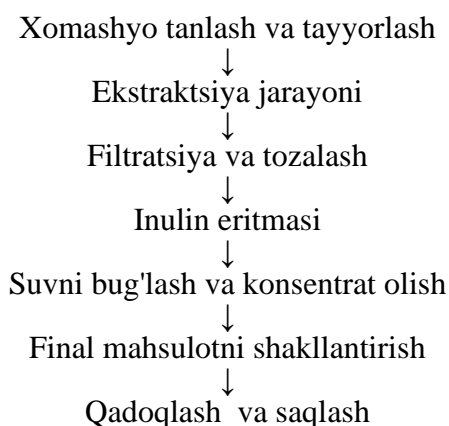 Xomashyo tanlash va tayyorlash
↓
Ekstraktsiya jarayoni
↓
Filtratsiya va tozalash
↓
Inulin eritmasi
↓
Suvni bug'lash va konsentrat olish
↓
Final mahsulotni shakllantirish
↓
Qadoqlash va saqlash